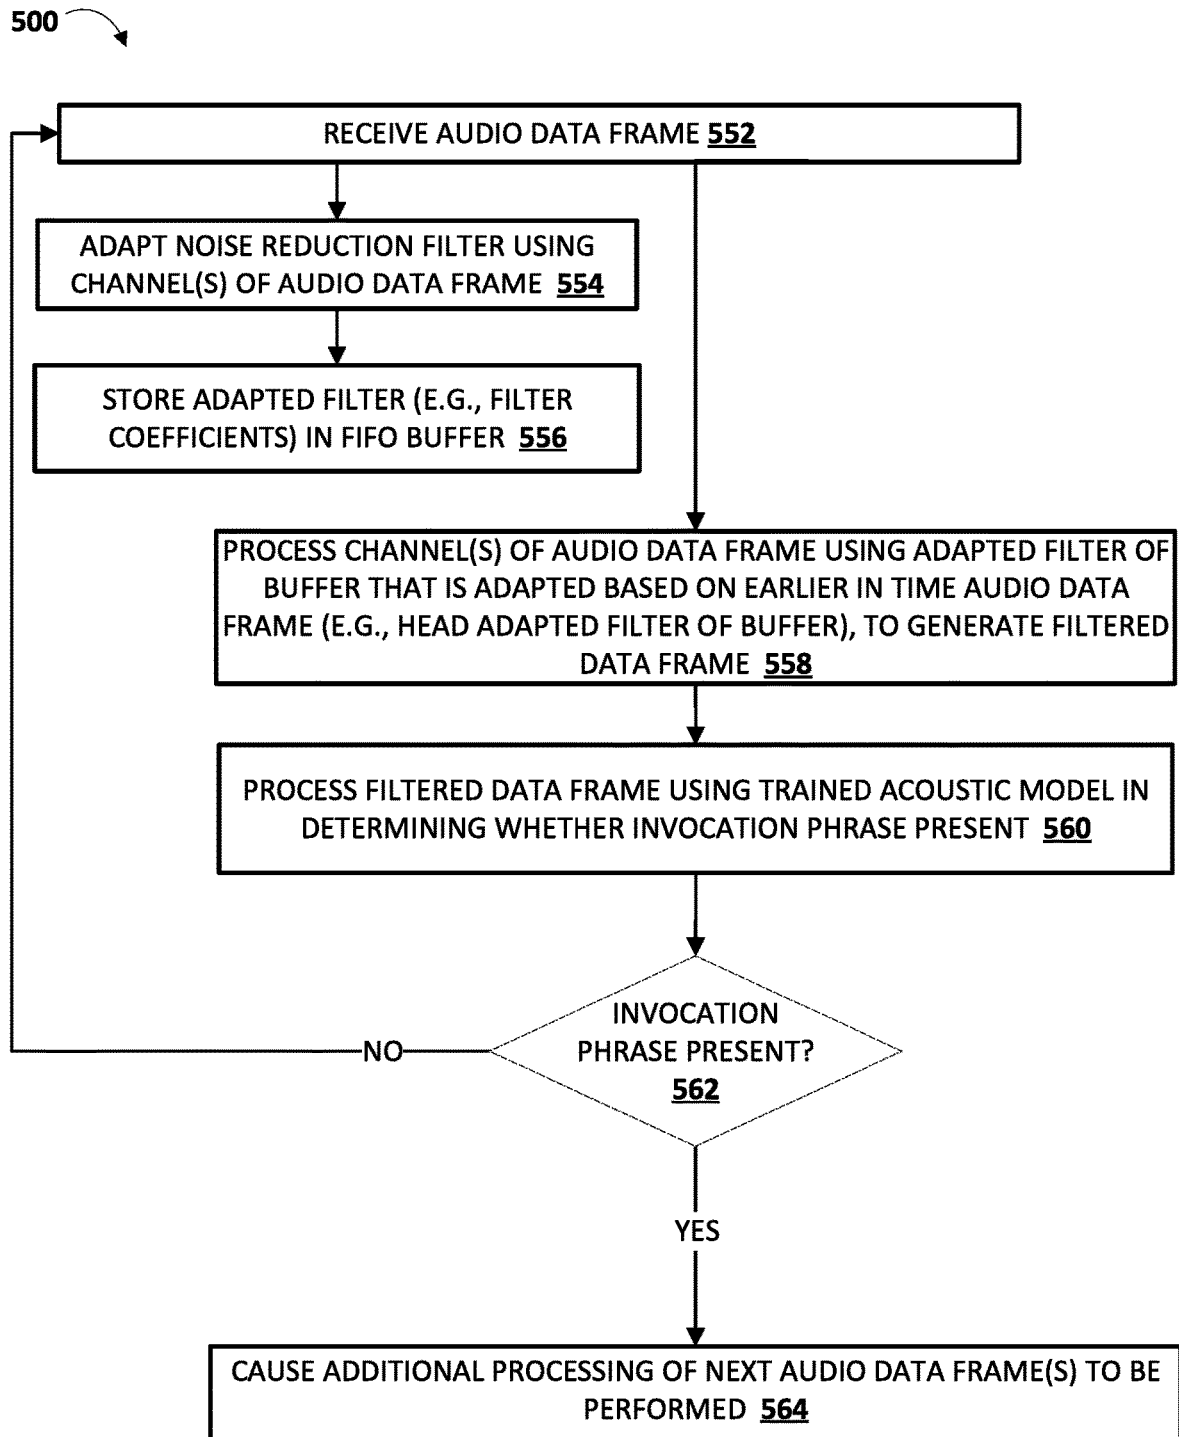 500
RECEIVE AUDIO DATA FRAME 552
ADAPT NOISE REDUCTION FILTER USING
CHANNEL(S) OF AUDIO DATA FRAME 554
STORE ADAPTED FILTER (E.G., FILTER
COEFFICIENTS) IN FIFO BUFFER 556
PROCESS CHANNEL(S) OF AUDIO DATA FRAME USING ADAPTED FILTER OF
BUFFER THAT IS ADAPTED BASED ON EARLIER IN TIME AUDIO DATA
FRAME (E.G., HEAD ADAPTED FILTER OF BUFFER), TO GENERATE FILTERED
DATA FRAME 558
PROCESS FILTERED DATA FRAME USING TRAINED ACOUSTIC MODEL IN
DETERMINING WHETHER INVOCATION PHRASE PRESENT 560
INVOCATION
PHRASE PRESENT?
562
NO
YES
CAUSE ADDITIONAL PROCESSING OF NEXT AUDIO DATA FRAME(S) TO BE
PERFORMED 564